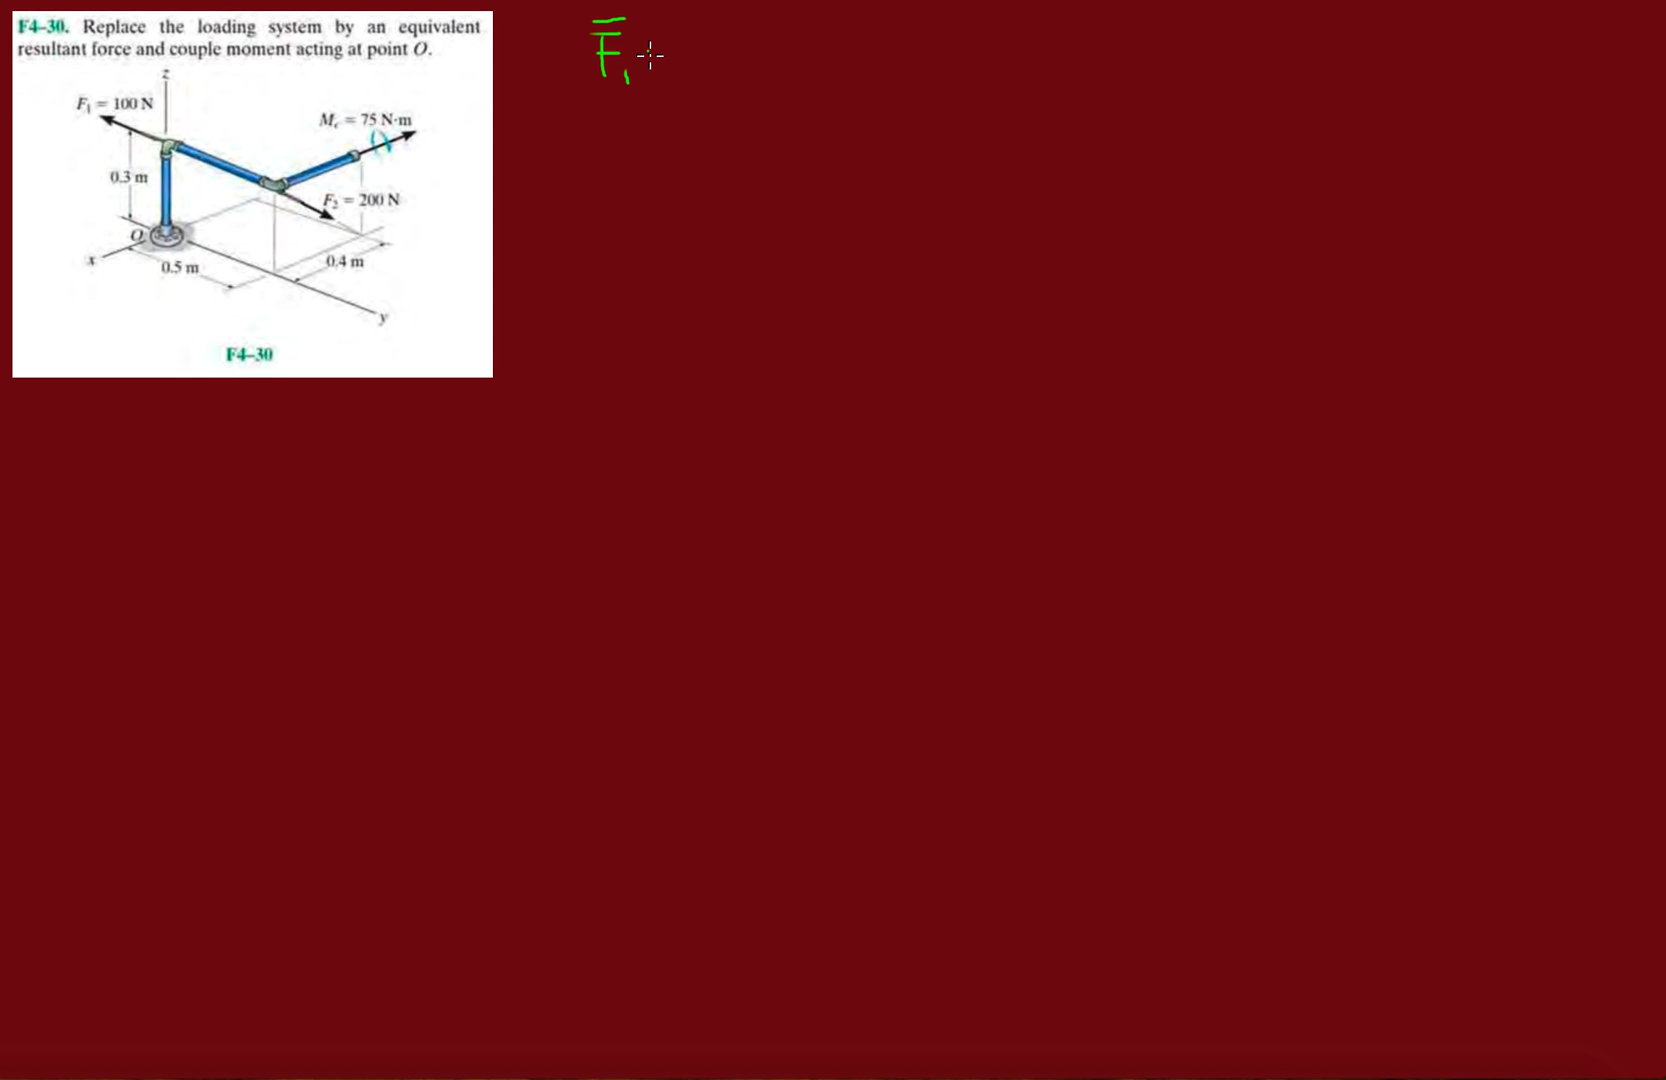 F4–30. Replace the loading system by an equivalent
resultant force and couple moment acting at point O.
z
F₁ = 100 N
M꜀ = 75 N·m
0.3 m
F₂ = 200 N
O
x
0.5 m
0.4 m
y
F4–30
F̅₁